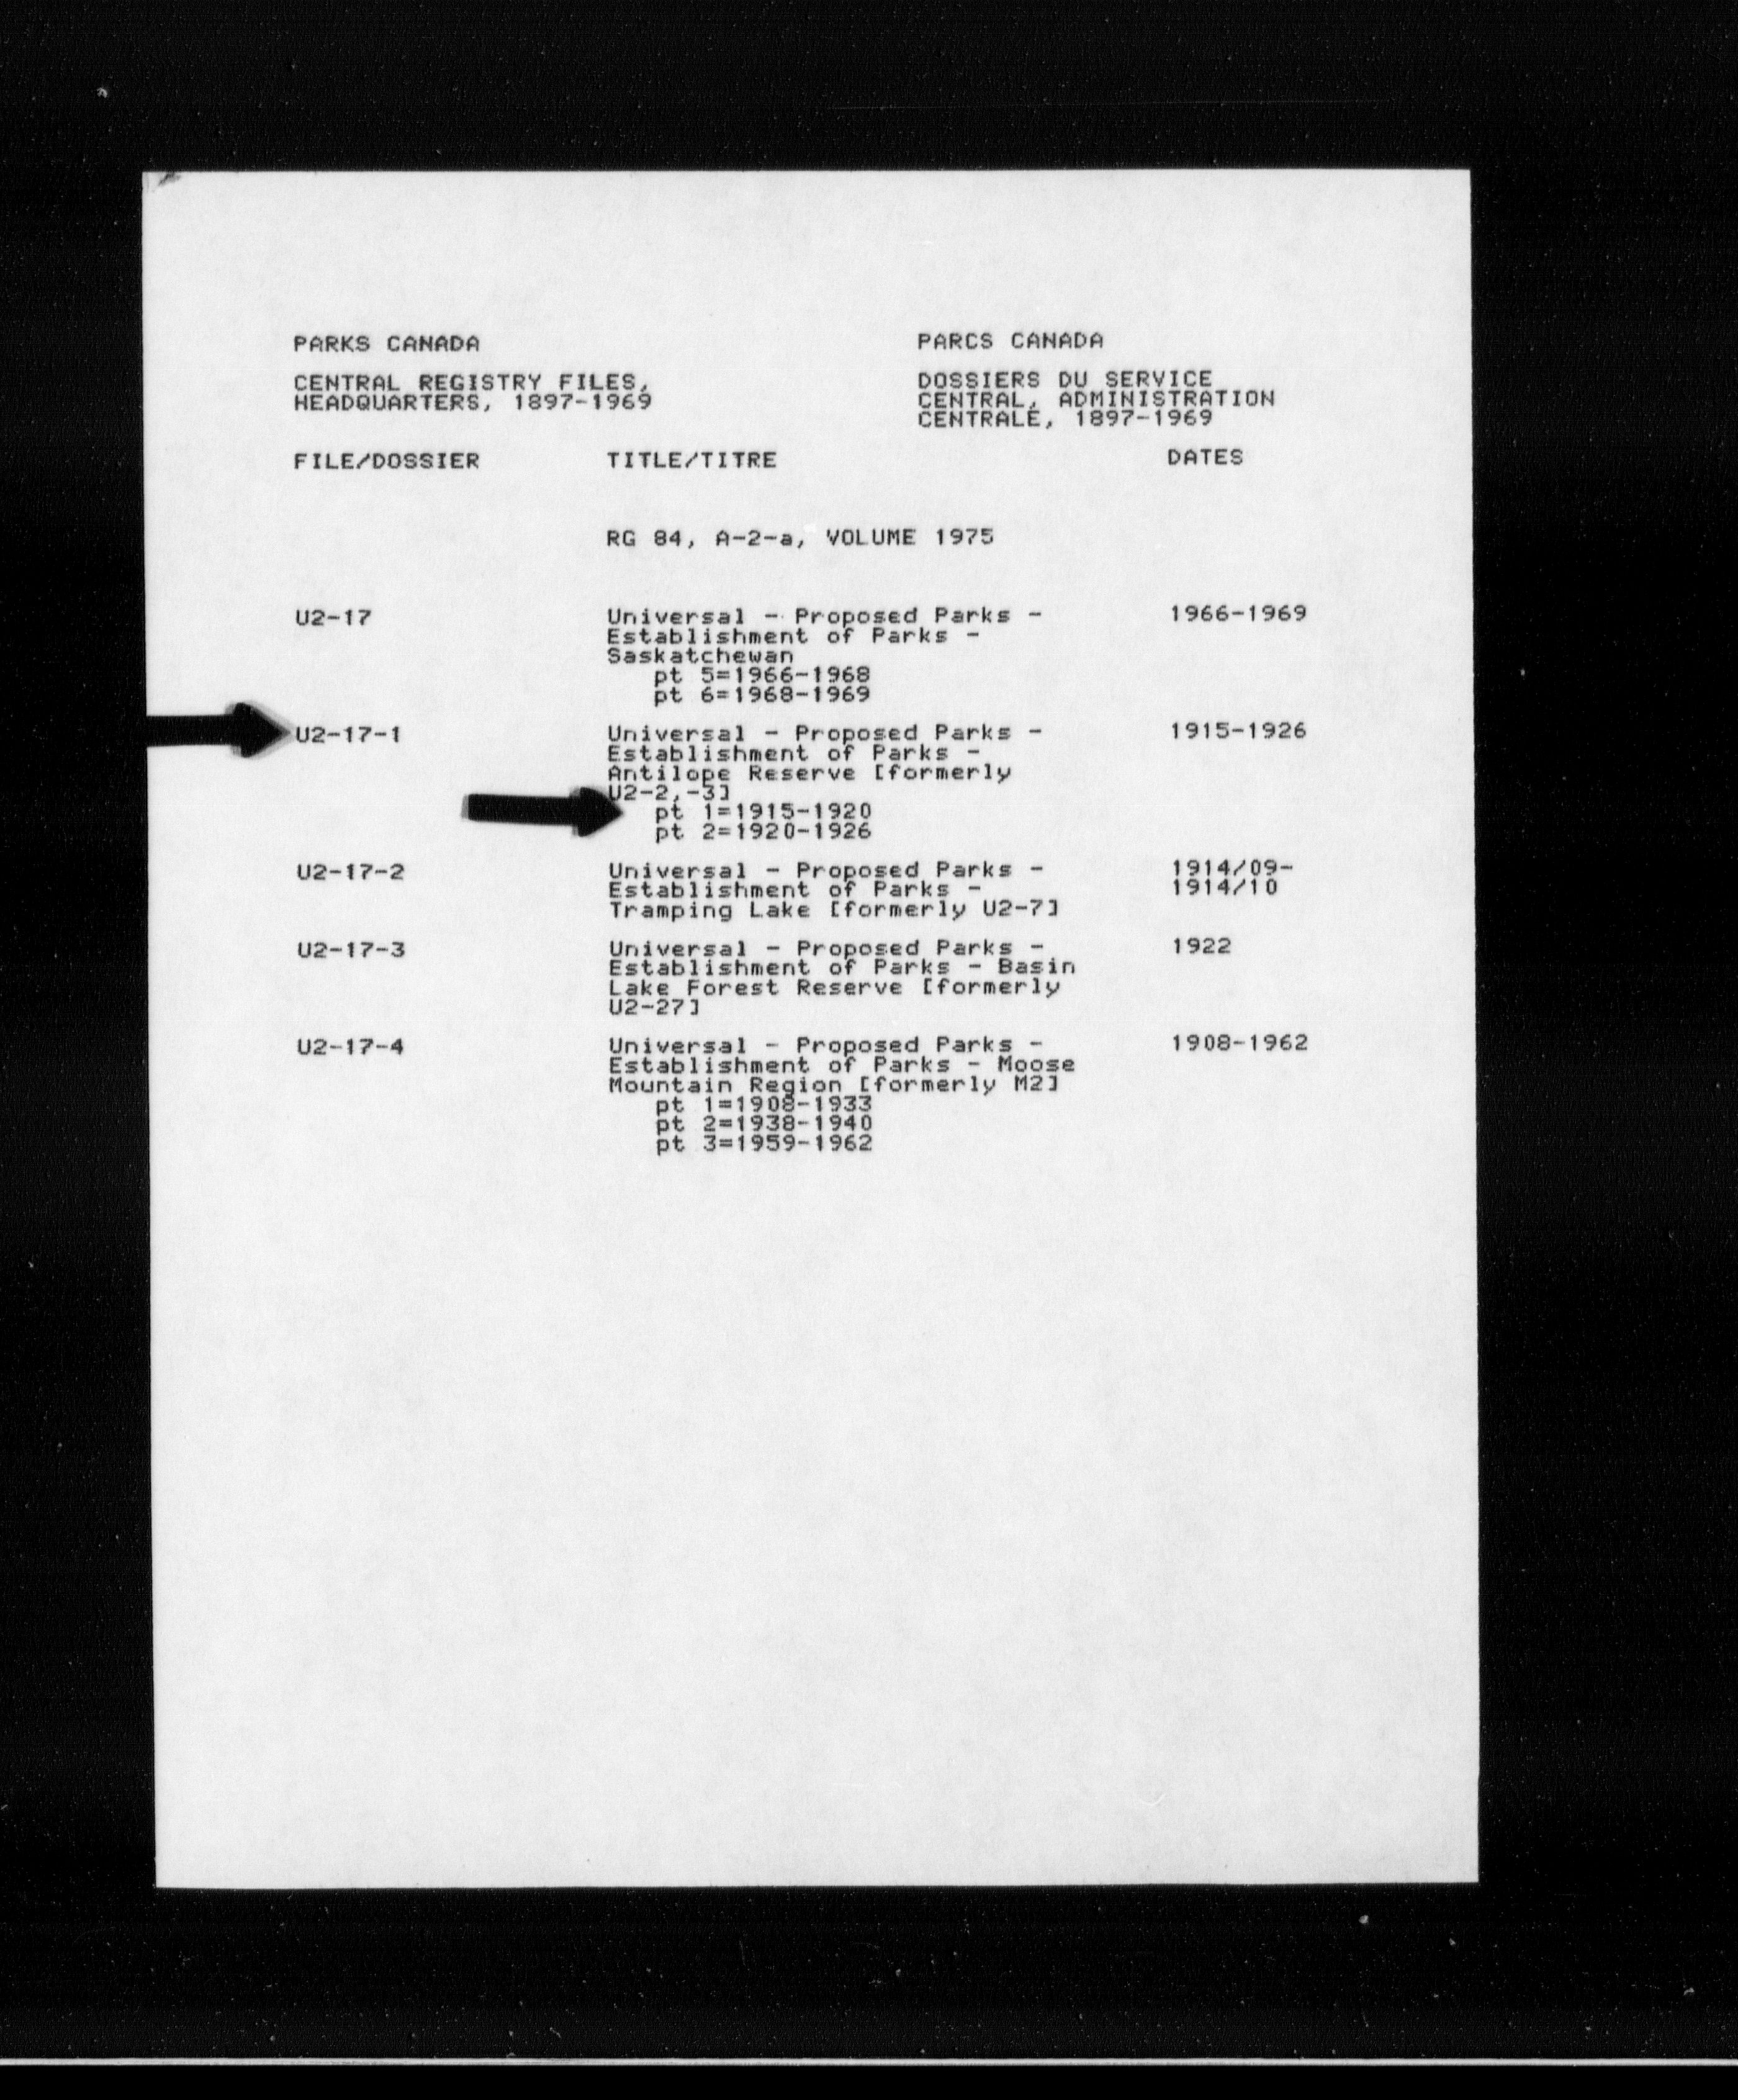 PARKS CANADA
PARCS CANADA
CENTRAL REGISTRY FILES,
HEADQUARTERS, 1897-1969
DOSSIERS DU SERVICE
CENTRAL, ADMINISTRATION
CENTRALE, 1897-1969
FILE/DOSSIER TITLE/TITRE DATES
RG 84, A-2-a, VOLUME 1975
U2-17 Universal - Proposed Parks - 1966-1969
Establishment of Parks -
Saskatchewan
pt 5=1966-1968
pt 6=1968-1969
U2-17-1 Universal - Proposed Parks - 1915-1926
Establishment of Parks -
Antilope Reserve [formerly
U2-2,-3]
pt 1=1915-1920
pt 2=1920-1926
U2-17-2 Universal - Proposed Parks - 1914/09-
Establishment of Parks - 1914/10
Tramping Lake [formerly U2-7]
U2-17-3 Universal - Proposed Parks - 1922
Establishment of Parks - Basin
Lake Forest Reserve [formerly
U2-27]
U2-17-4 Universal - Proposed Parks - 1908-1962
Establishment of Parks - Moose
Mountain Region [formerly M2]
pt 1=1908-1933
pt 2=1938-1940
pt 3=1959-1962